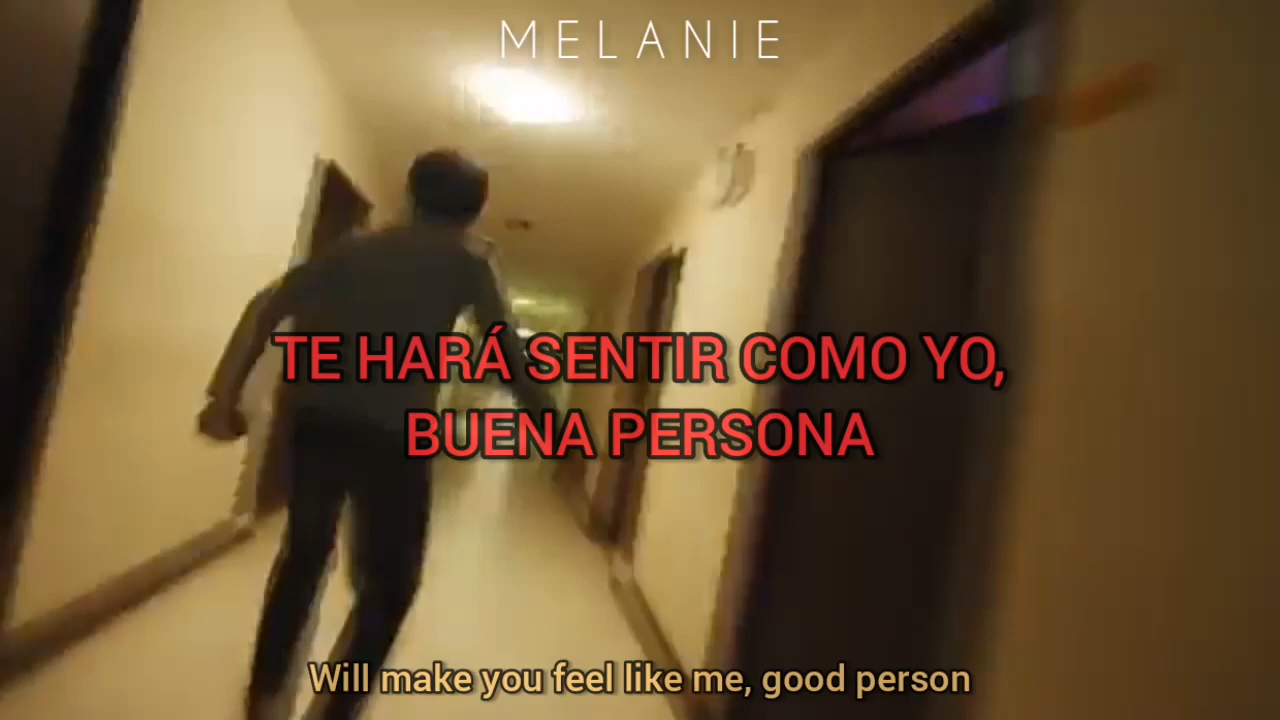 MELANIE
TE HARÁ SENTIR COMO YO,
BUENA PERSONA
Will make you feel like me, good person